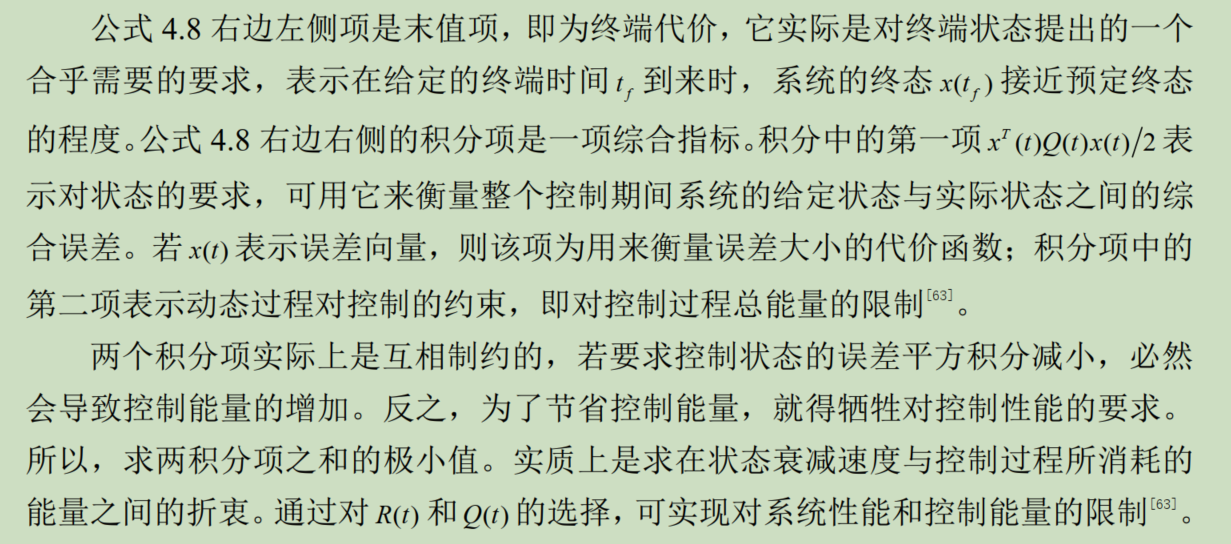 公式 4.8 右边左侧项是末值项，即为终端代价，它实际是对终端状态提出的一个
合乎需要的要求，表示在给定的终端时间 t_f 到来时，系统的终态 x(t_f) 接近预定终态
的程度。公式 4.8 右边右侧的积分项是一项综合指标。积分中的第一项 x^T(t)Q(t)x(t)/2 表
示对状态的要求，可用它来衡量整个控制期间系统的给定状态与实际状态之间的综
合误差。若 x(t) 表示误差向量，则该项为用来衡量误差大小的代价函数；积分项中的
第二项表示动态过程对控制的约束，即对控制过程总能量的限制[63]。
两个积分项实际上是互相制约的，若要求控制状态的误差平方积分减小，必然
会导致控制能量的增加。反之，为了节省控制能量，就得牺牲对控制性能的要求。
所以，求两积分项之和的极小值。实质上是求在状态衰减速度与控制过程所消耗的
能量之间的折衷。通过对 R(t) 和 Q(t) 的选择，可实现对系统性能和控制能量的限制[63]。